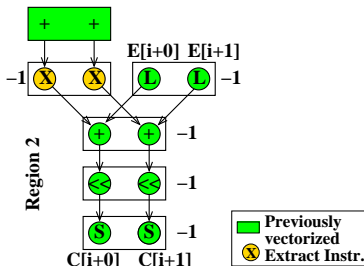 + +
E[i+0] E[i+1]
−1 X X L L −1
+ + −1
<< << −1
S S −1
C[i+0] C[i+1]
Region 2
Previously
vectorized
X Extract Instr.